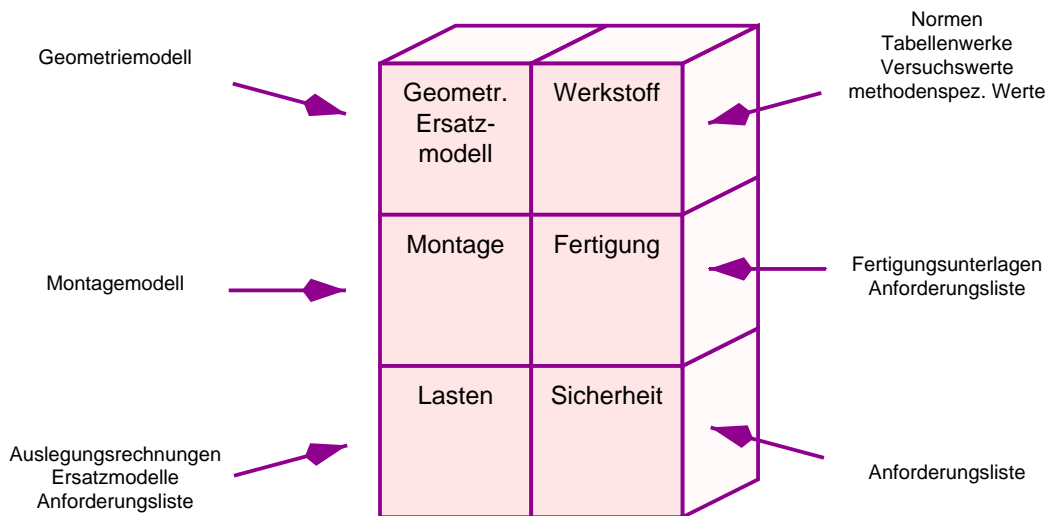 Geometriemodell
Normen
Tabellenwerke
Versuchswerte
methodenspez. Werte
Geometr.
Ersatz-
modell
Werkstoff
Montagemodell
Montage
Fertigung
Fertigungsunterlagen
Anforderungsliste
Lasten
Sicherheit
Auslegungsrechnungen
Ersatzmodelle
Anforderungsliste
Anforderungsliste